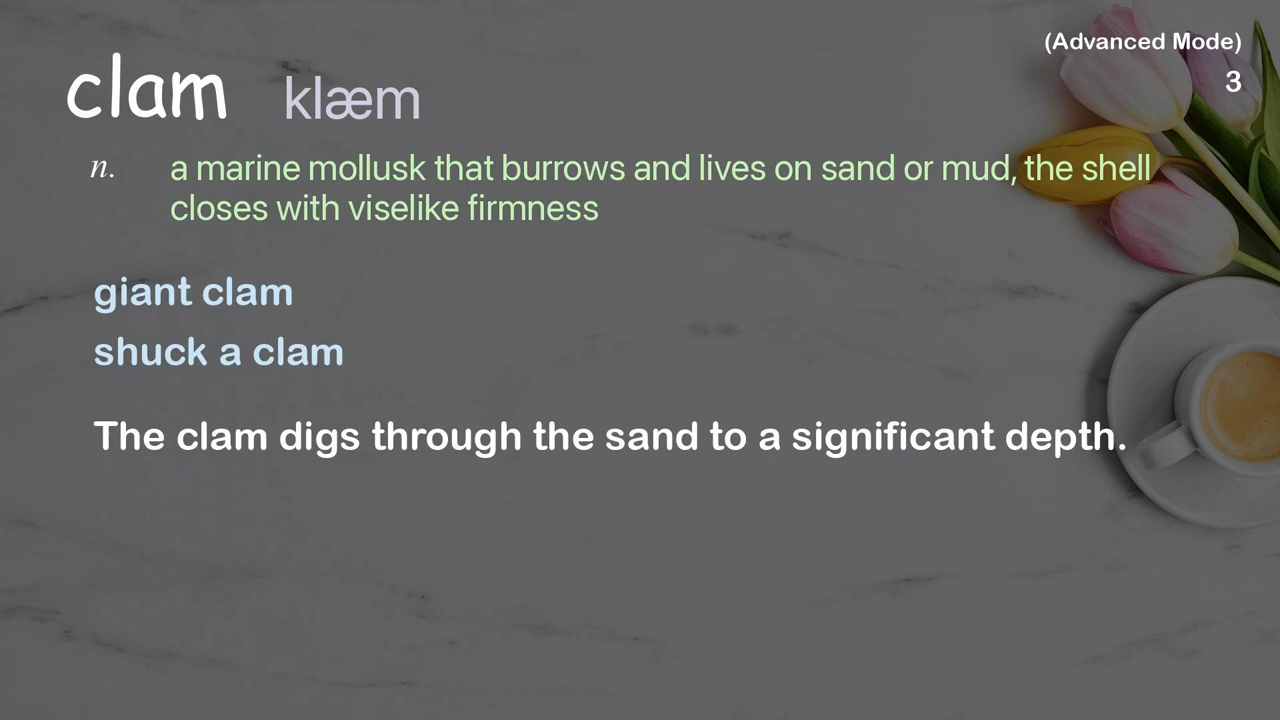 (Advanced Mode)
3
clam klæm
n. a marine mollusk that burrows and lives on sand or mud, the shell
closes with viselike firmness
giant clam
shuck a clam
The clam digs through the sand to a significant depth.